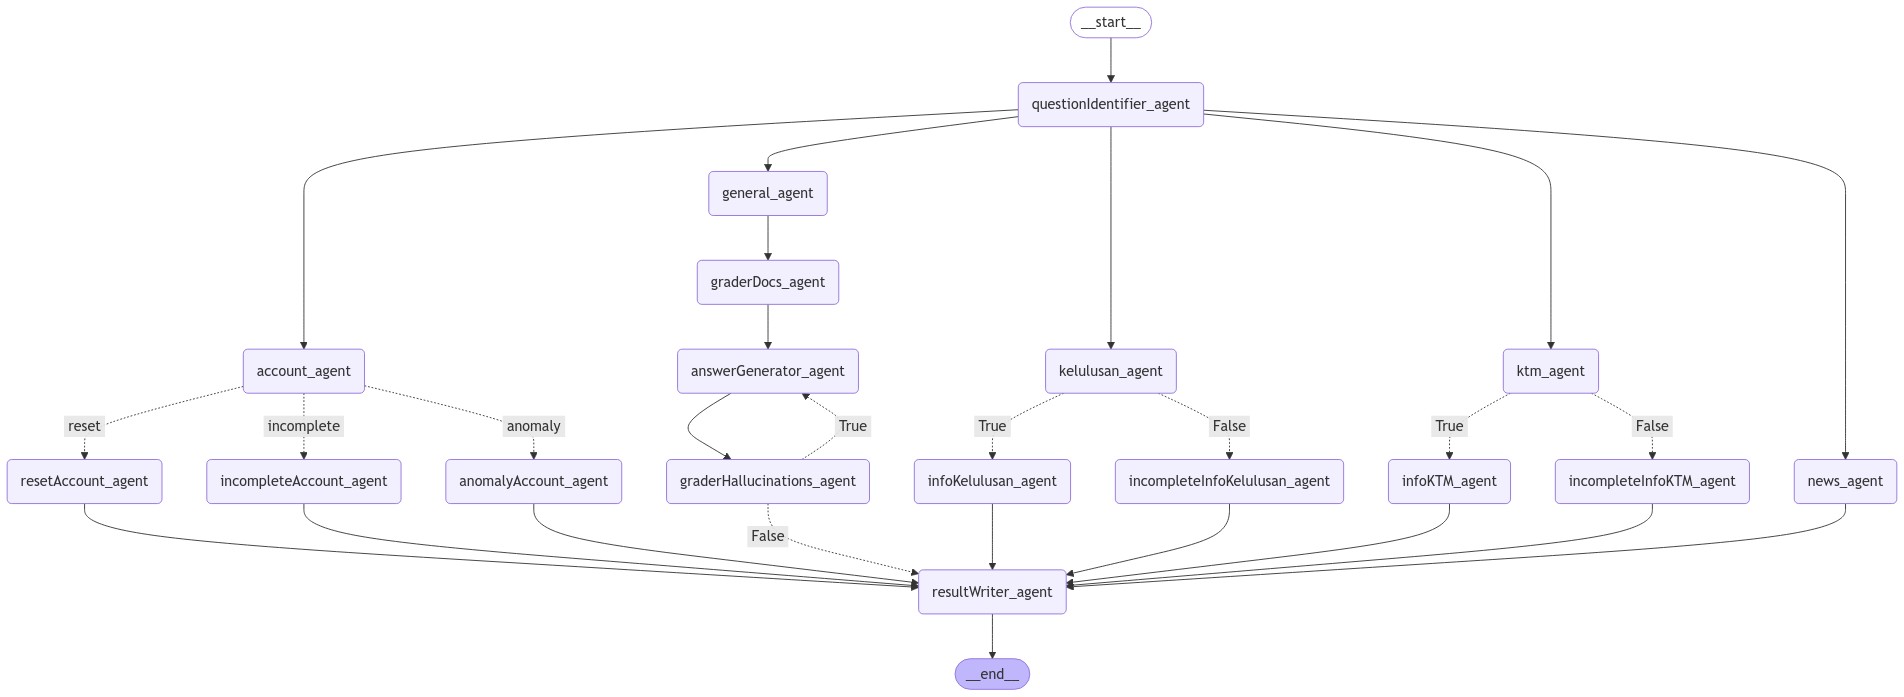 __start__
questionIdentifier_agent
general_agent
graderDocs_agent
account_agent
answerGenerator_agent
kelulusan_agent
ktm_agent
reset
incomplete
anomaly
True
True
False
True
False
resetAccount_agent
incompleteAccount_agent
anomalyAccount_agent
graderHallucinations_agent
infoKelulusan_agent
incompleteInfoKelulusan_agent
infoKTM_agent
incompleteInfoKTM_agent
news_agent
False
resultWriter_agent
__end__